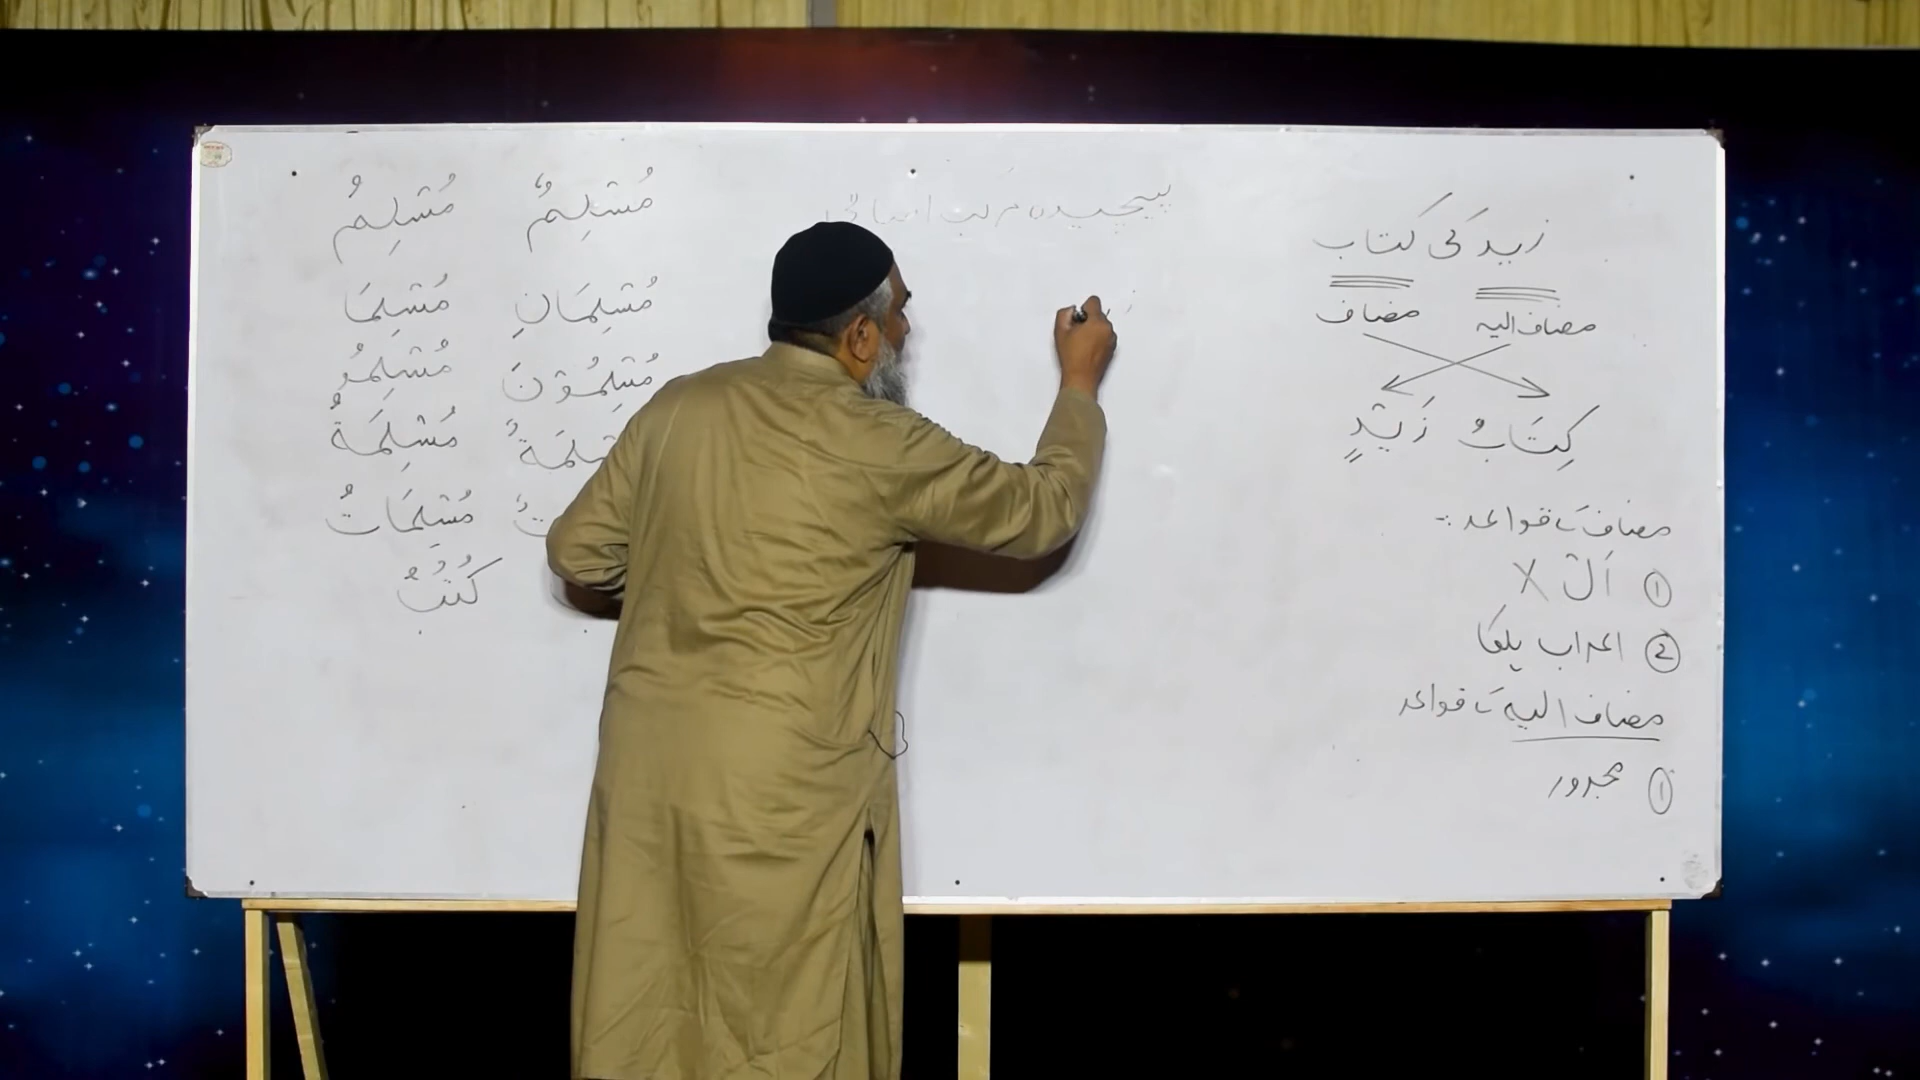 زید کی کتاب
مضاف الیہ مضاف
کِتَابُ زَیْدٍ
مضاف کے قواعد :-
① اَلْ X
② اعراب ہلکا
مضاف الیہ کے قواعد
① مجرور
پیچیدہ مرکب اضافی
مُسْلِمٌ مُسْلِمُ
مُسْلِمَانِ مُسْلِمَا
مُسْلِمُوْنَ مُسْلِمُو
مُسْلِمَةُ
مُسْلِمَاتُ
كُتُبُ